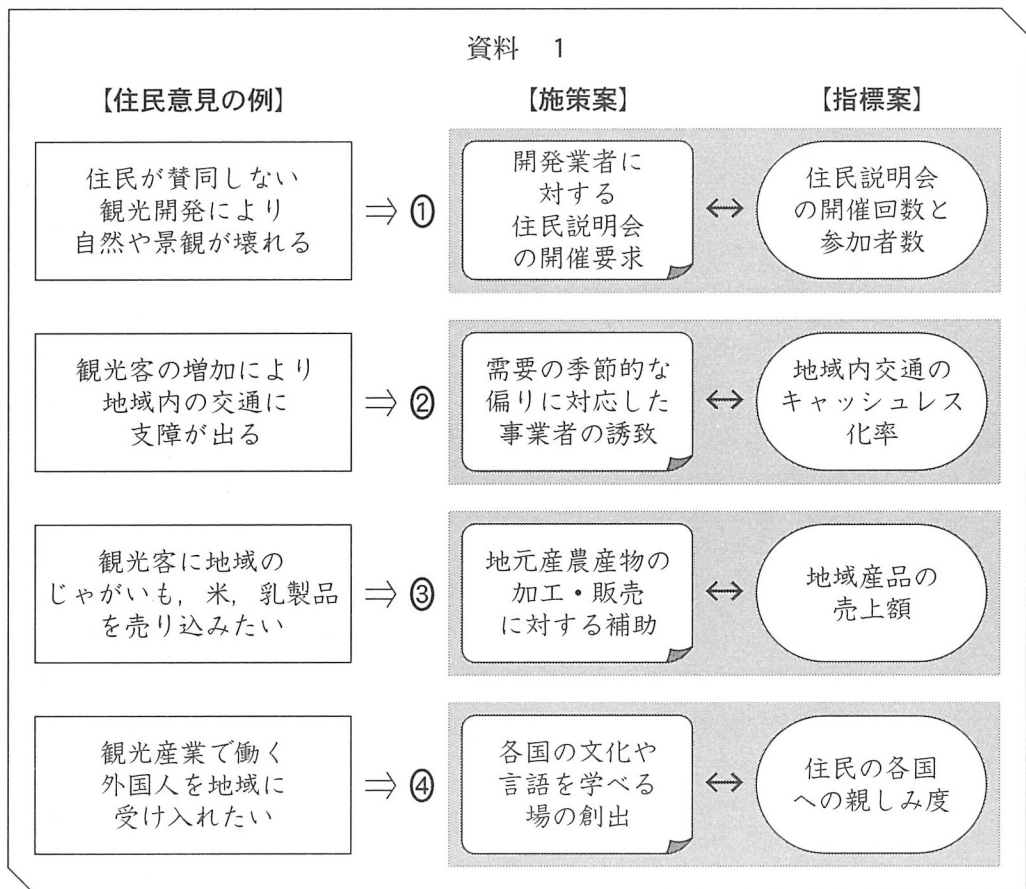 資料 1
【住民意見の例】 【施策案】 【指標案】
住民が賛同しない
観光開発により
自然や景観が壊れる
⇒ ①
開発業者に
対する
住民説明会
の開催要求
↔
住民説明会
の開催回数と
参加者数
観光客の増加により
地域内の交通に
支障が出る
⇒ ②
需要の季節的な
偏りに対応した
事業者の誘致
↔
地域内交通の
キャッシュレス
化率
観光客に地域の
じゃがいも，米，乳製品
を売り込みたい
⇒ ③
地元産農産物の
加工・販売
に対する補助
↔
地域産品の
売上額
観光産業で働く
外国人を地域に
受け入れたい
⇒ ④
各国の文化や
言語を学べる
場の創出
↔
住民の各国
への親しみ度